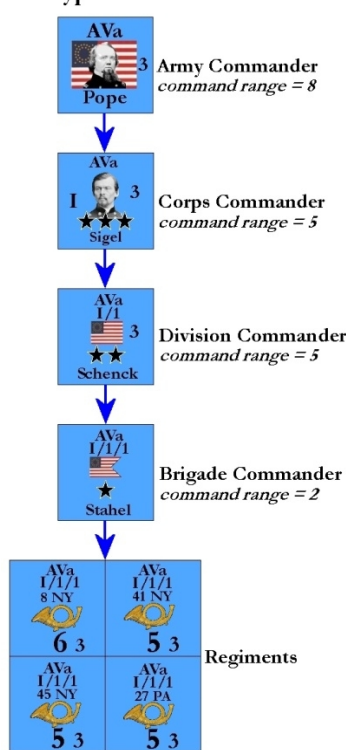 AVa
3
Pope
Army Commander
command range = 8
AVa
I
3
Sigel
Corps Commander
command range = 5
AVa
I/1
3
Schenck
Division Commander
command range = 5
AVa
I/1/1
Stahel
Brigade Commander
command range = 2
AVa
I/1/1
8 NY
6 3
AVa
I/1/1
41 NY
5 3
AVa
I/1/1
45 NY
5 3
AVa
I/1/1
27 PA
5 3
Regiments